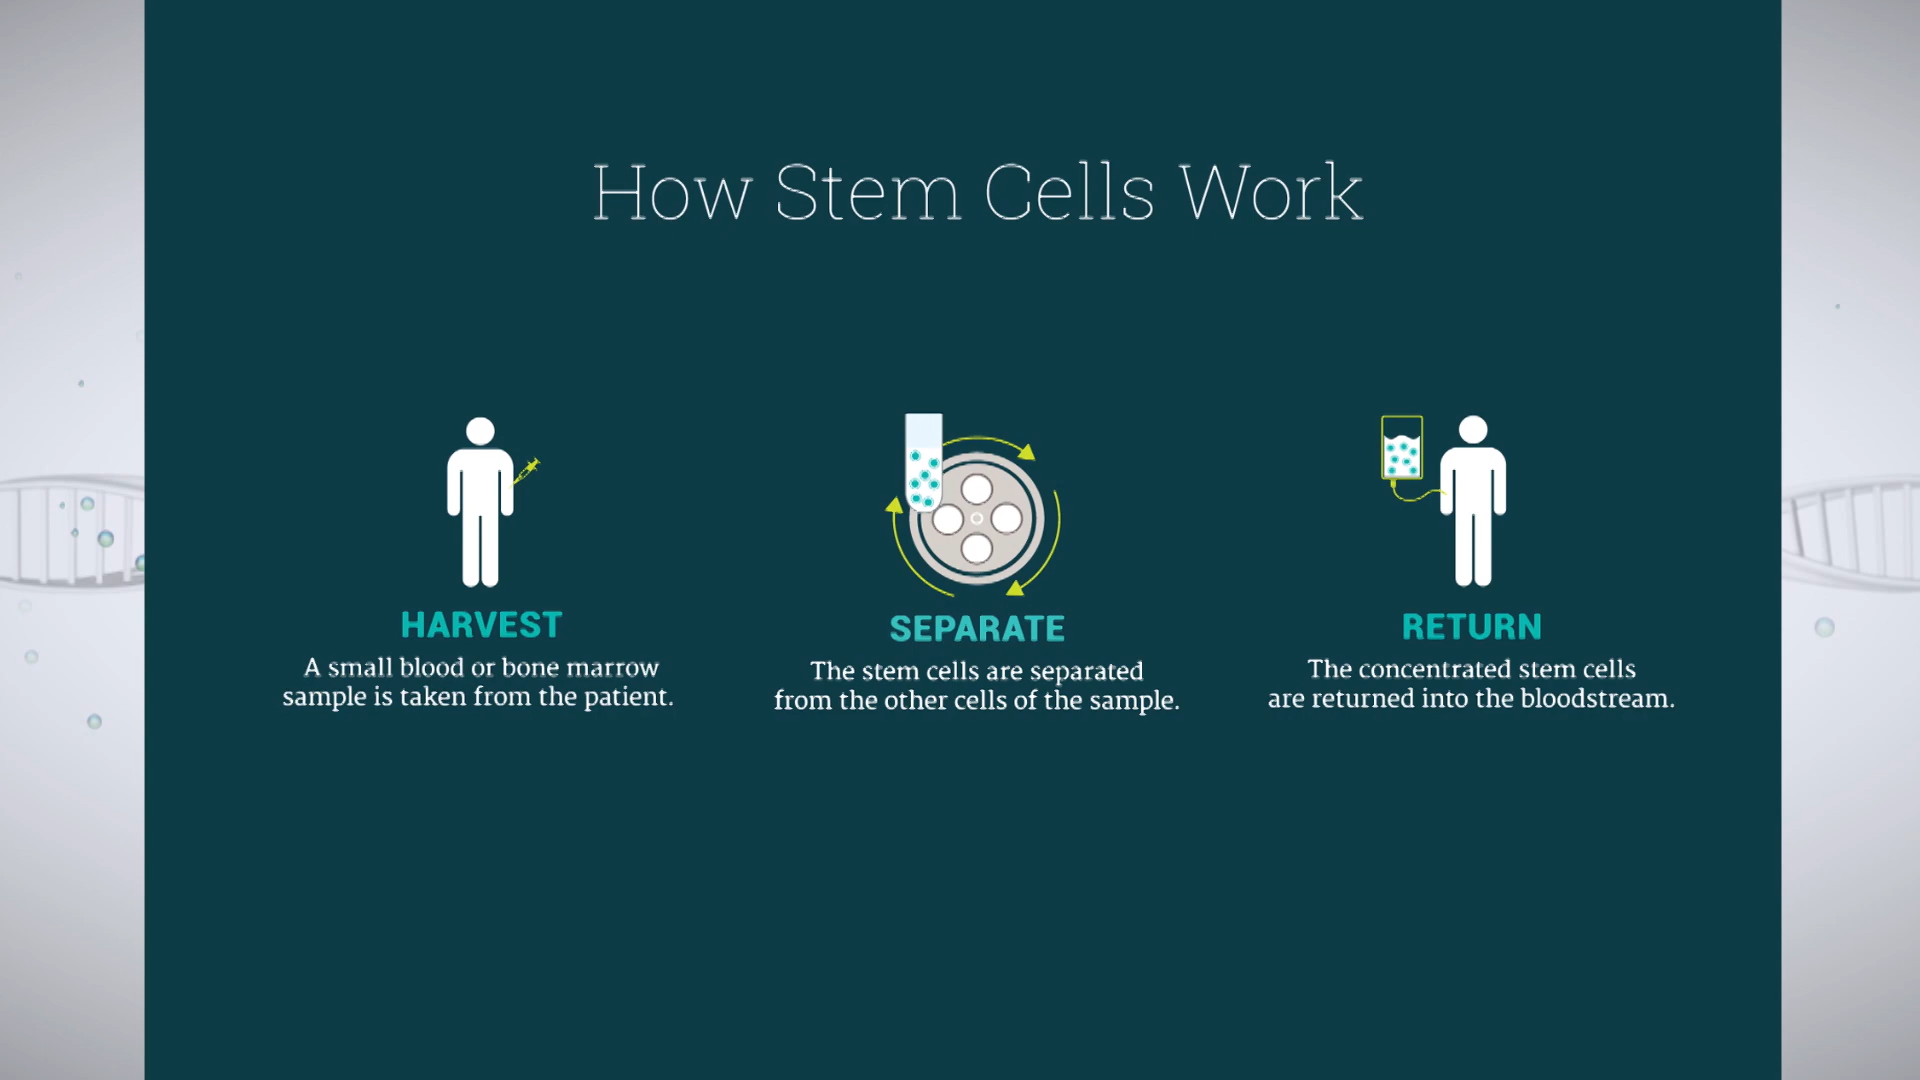 How Stem Cells Work
HARVEST
A small blood or bone marrow
sample is taken from the patient.
SEPARATE
The stem cells are separated
from the other cells of the sample.
RETURN
The concentrated stem cells
are returned into the bloodstream.